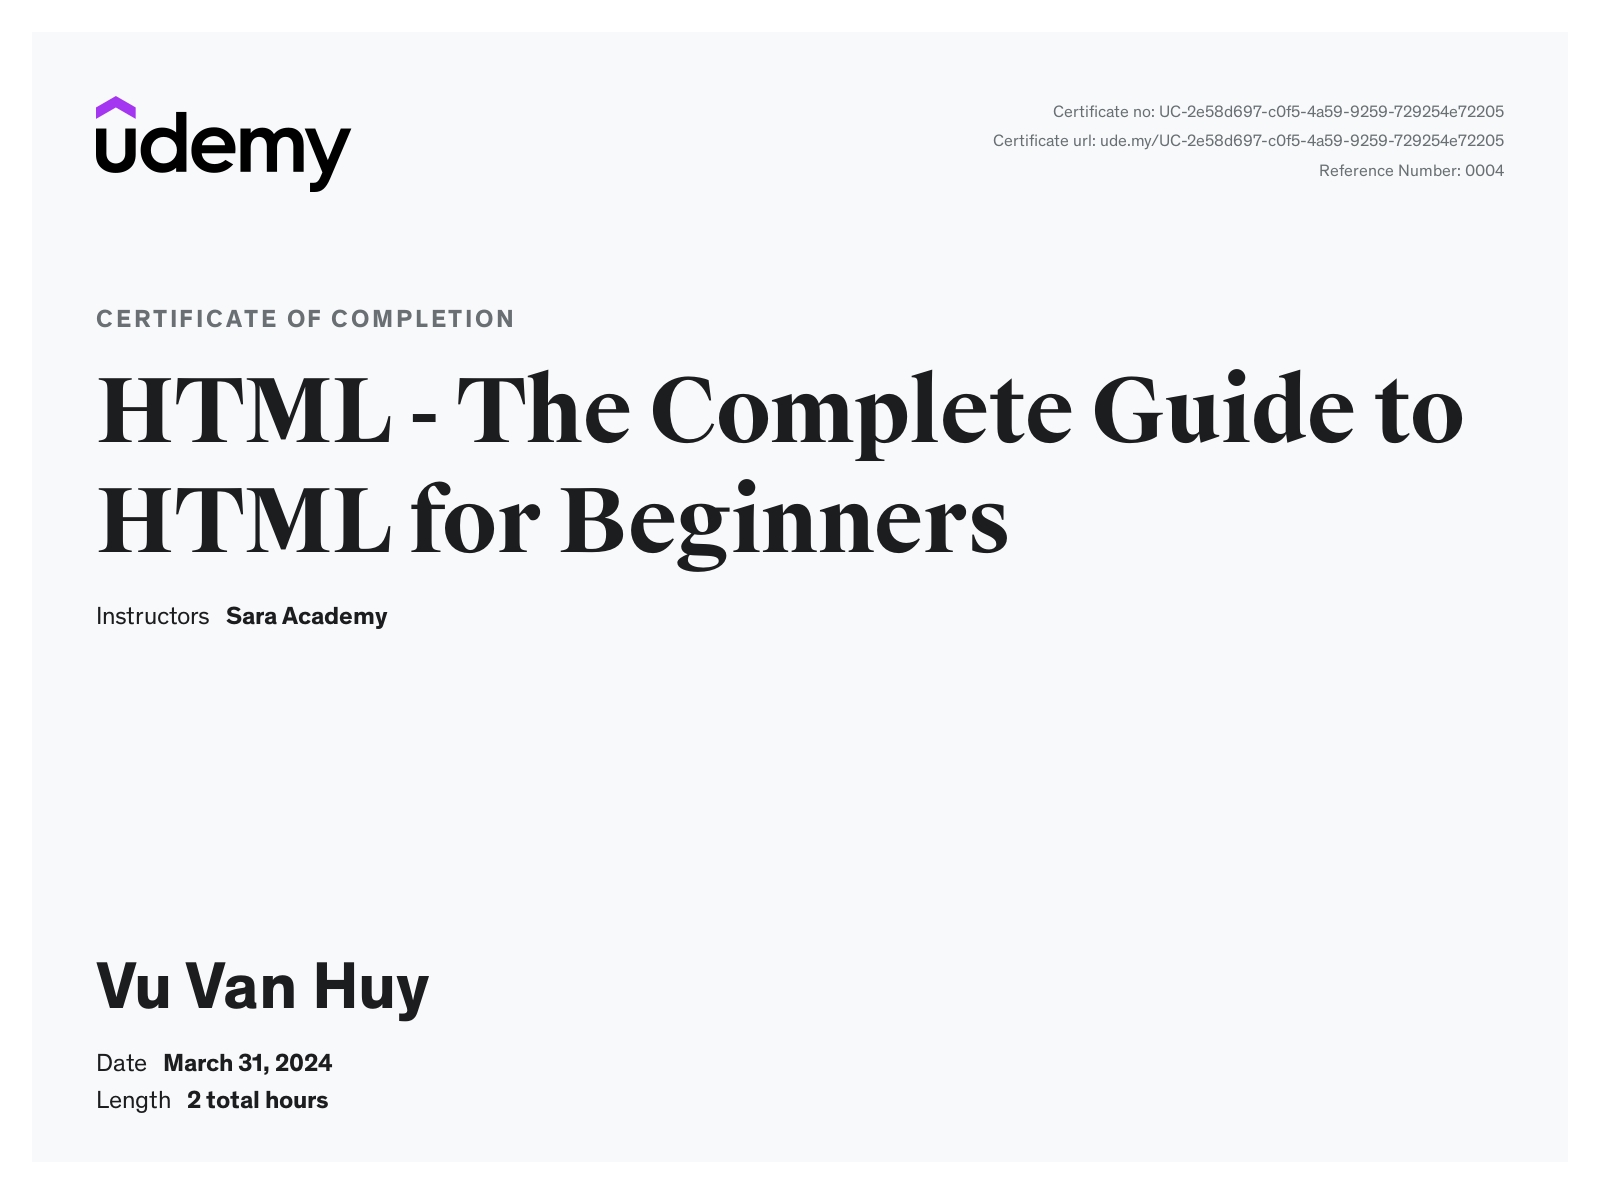 udemy
Certificate no: UC-2e58d697-c0f5-4a59-9259-729254e72205
Certificate url: ude.my/UC-2e58d697-c0f5-4a59-9259-729254e72205
Reference Number: 0004
CERTIFICATE OF COMPLETION
HTML - The Complete Guide to
HTML for Beginners
Instructors Sara Academy
Vu Van Huy
Date March 31, 2024
Length 2 total hours